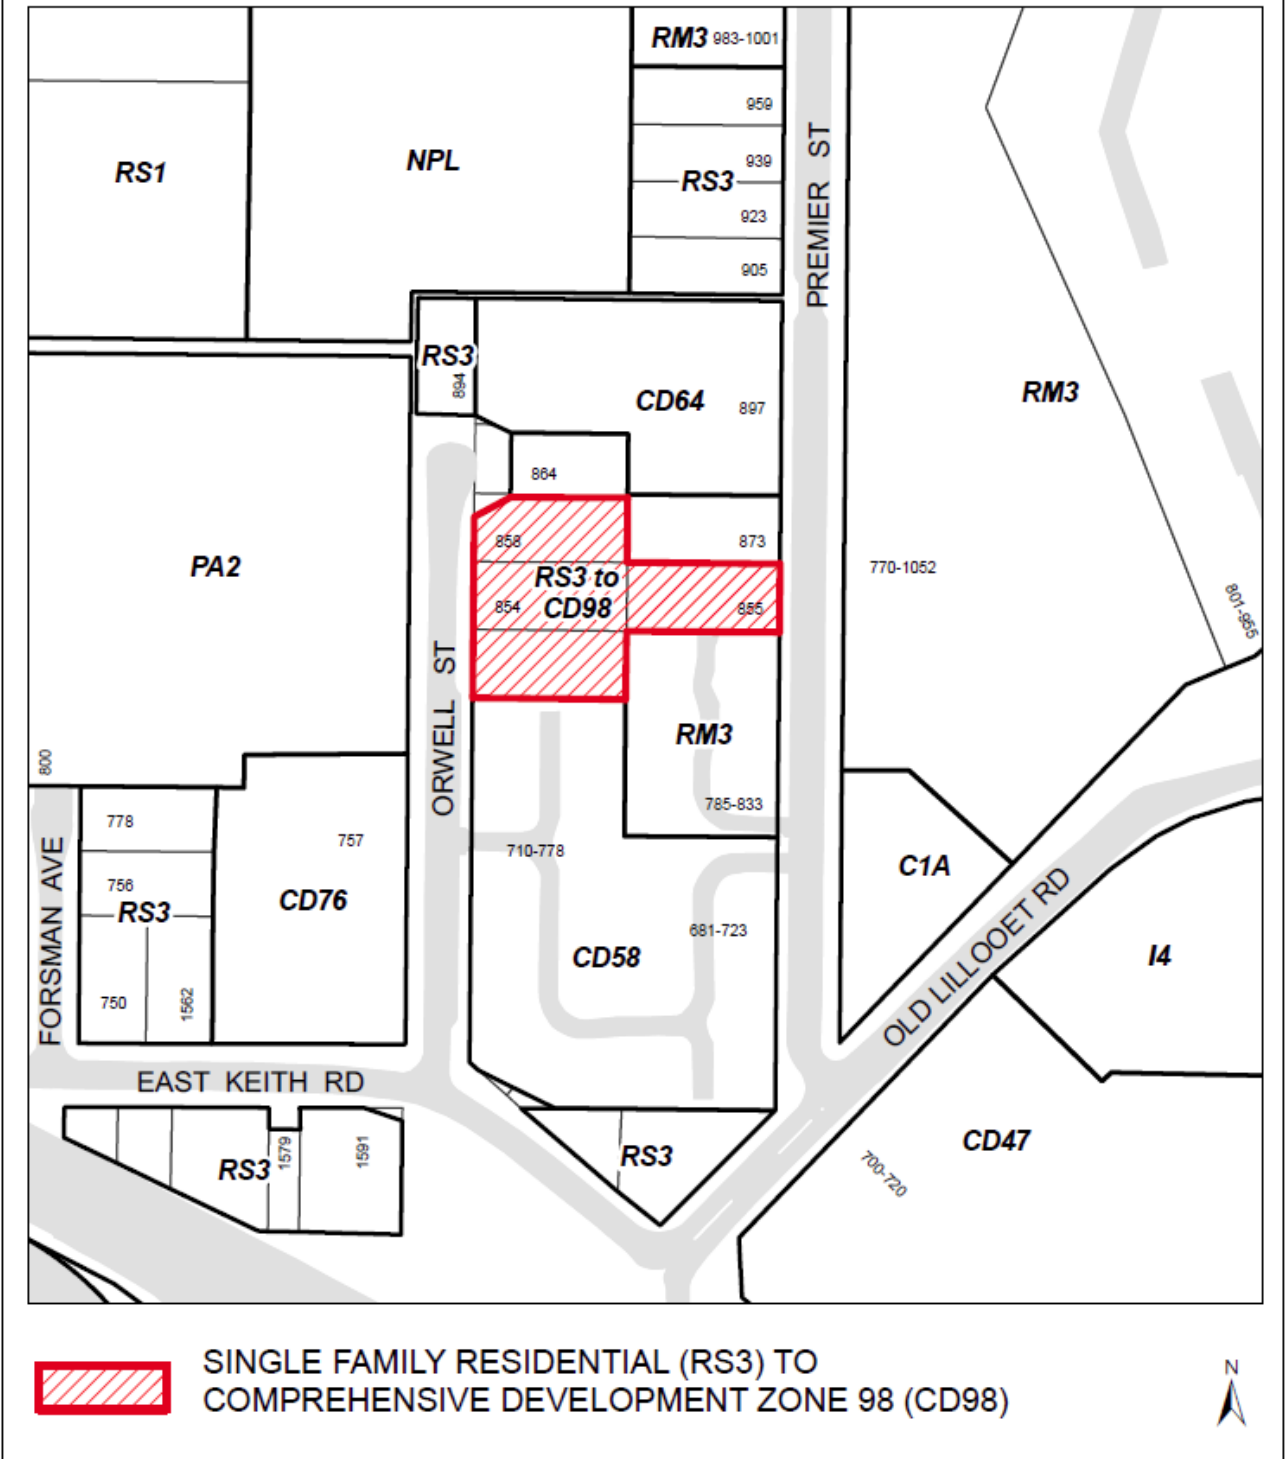 RM3 983-1001
959
939
RS3
923
905
RS1
NPL
PREMIER ST
RS3
894
CD64
897
RM3
864
858
873
RS3 to
CD98
854
855
PA2
770-1052
801-955
ORWELL ST
RM3
785-833
800
778
756
RS3
750
1562
757
CD76
710-778
681-723
CD58
C1A
I4
FORSMAN AVE
OLD LILLOOET RD
EAST KEITH RD
RS3
1579
1591
RS3
CD47
700-720
SINGLE FAMILY RESIDENTIAL (RS3) TO
COMPREHENSIVE DEVELOPMENT ZONE 98 (CD98)
N